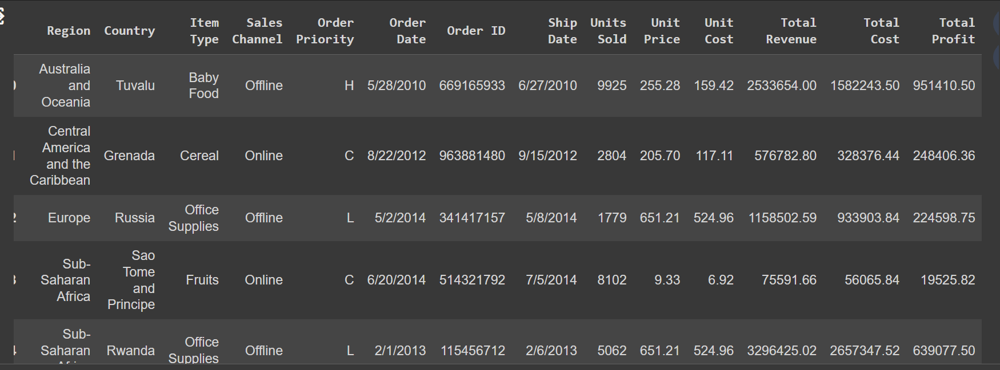 Region Country Item Type Sales Channel Order Priority Order Date Order ID Ship Date Units Sold Unit Price Unit Cost Total Revenue Total Cost Total Profit
Australia and Oceania Tuvalu Baby Food Offline H 5/28/2010 669165933 6/27/2010 9925 255.28 159.42 2533654.00 1582243.50 951410.50
Central America and the Caribbean Grenada Cereal Online C 8/22/2012 963881480 9/15/2012 2804 205.70 117.11 576782.80 328376.44 248406.36
2 Europe Russia Office Supplies Offline L 5/2/2014 341417157 5/8/2014 1779 651.21 524.96 1158502.59 933903.84 224598.75
3 Sub-Saharan Africa Sao Tome and Principe Fruits Online C 6/20/2014 514321792 7/5/2014 8102 9.33 6.92 75591.66 56065.84 19525.82
4 Sub-Saharan Africa Rwanda Office Supplies Offline L 2/1/2013 115456712 2/6/2013 5062 651.21 524.96 3296425.02 2657347.52 639077.50